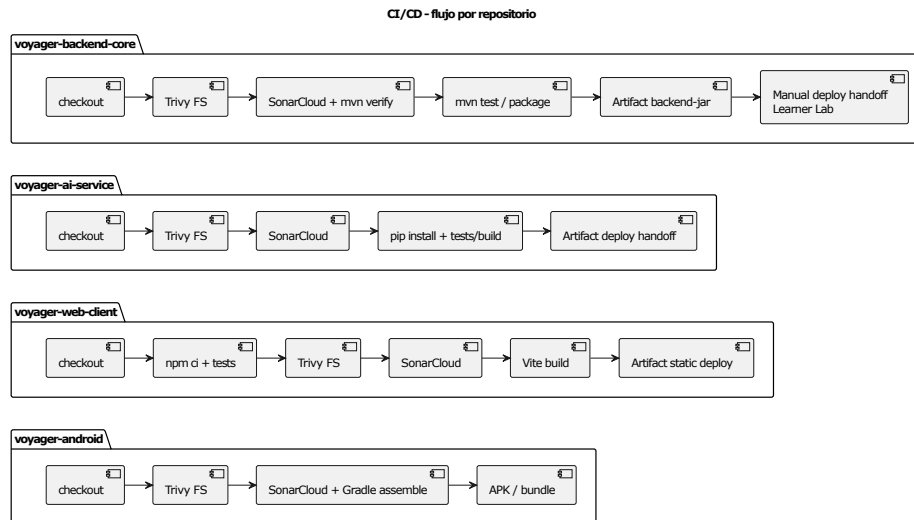 CI/CD - flujo por repositorio
voyager-backend-core
checkout
Trivy FS
SonarCloud + mvn verify
mvn test / package
Artifact backend-jar
Manual deploy handoff
Learner Lab
voyager-ai-service
checkout
Trivy FS
SonarCloud
pip install + tests/build
Artifact deploy handoff
voyager-web-client
checkout
npm ci + tests
Trivy FS
SonarCloud
Vite build
Artifact static deploy
voyager-android
checkout
Trivy FS
SonarCloud + Gradle assemble
APK / bundle